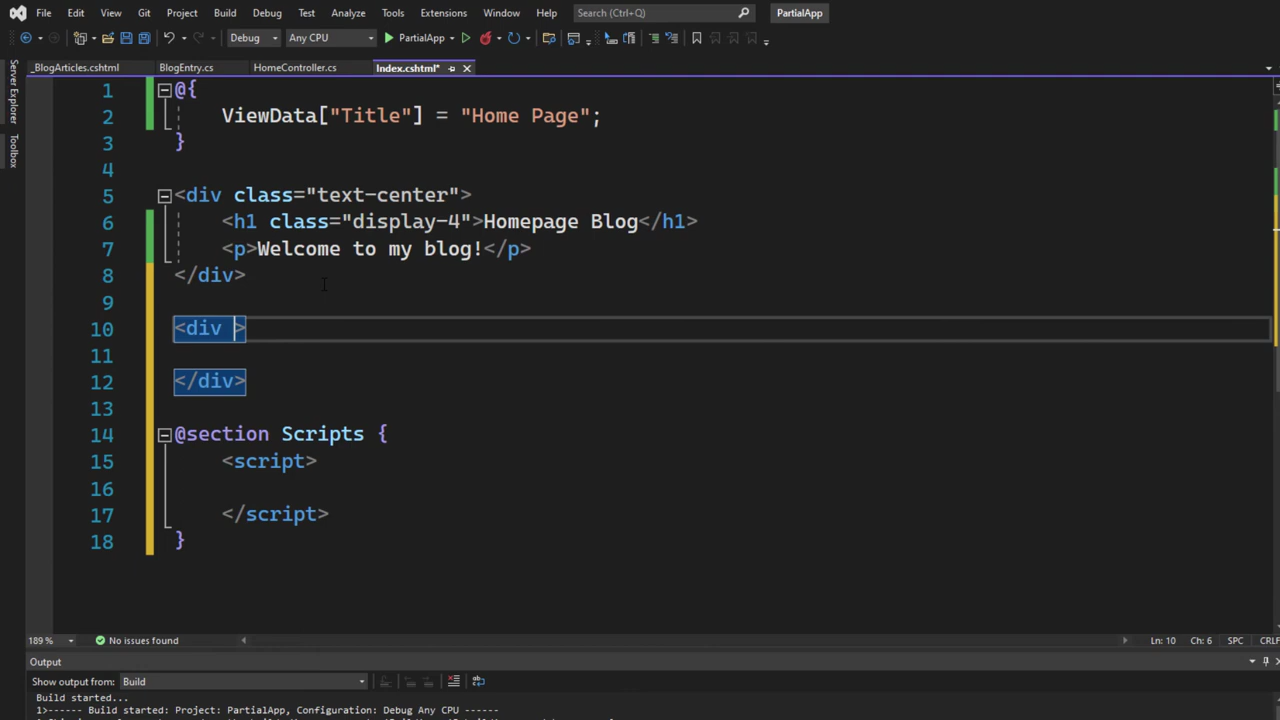 File Edit View Git Project Build Debug Test Analyze Tools Extensions Window Help Search (Ctrl+Q) PartialApp
Debug Any CPU PartialApp
_BlogArticles.cshtml BlogEntry.cs HomeController.cs Index.cshtml*
Server Explorer
Toolbox
1 @{
2 ViewData["Title"] = "Home Page";
3 }
4
5 <div class="text-center">
6 <h1 class="display-4">Homepage Blog</h1>
7 <p>Welcome to my blog!</p>
8 </div>
9
10 <div >
11
12 </div>
13
14 @section Scripts {
15 <script>
16
17 </script>
18 }
189 % No issues found Ln: 10 Ch: 6 SPC CRLF
Output
Show output from: Build
Build started...
1>------ Build started: Project: PartialApp, Configuration: Debug Any CPU ------